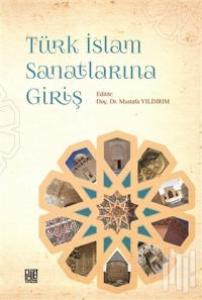 Türk İslam
Sanatlarına
Giriş
Editör
Doç. Dr. Mustafa YILDIRIM